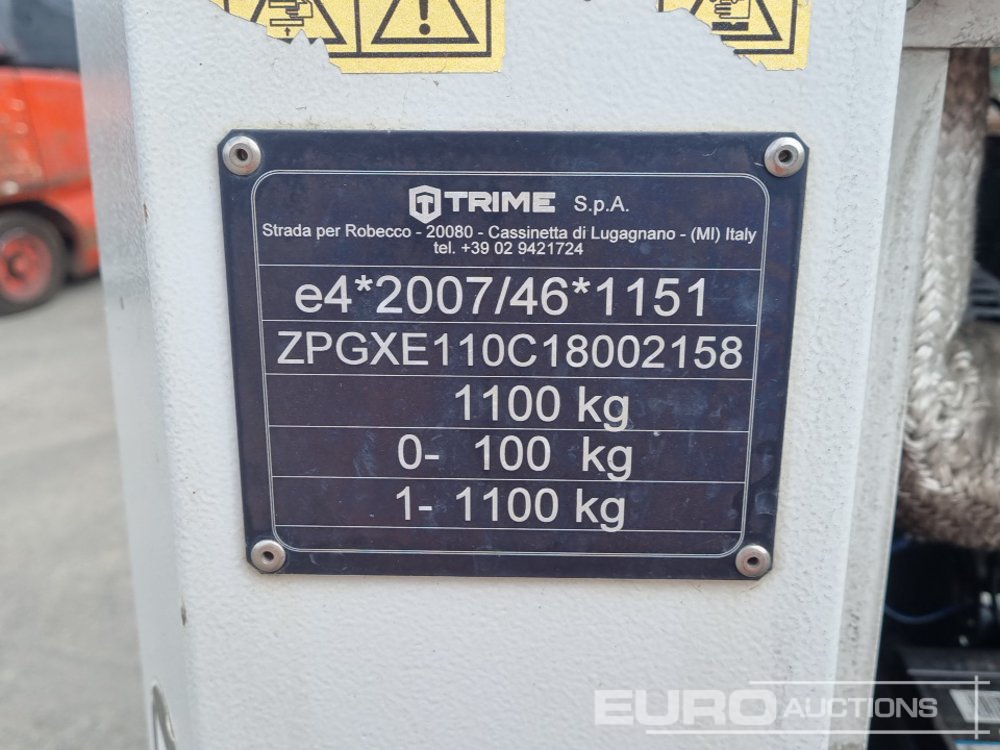 TRIME S.p.A.
Strada per Robecco - 20080 - Cassinetta di Lugagnano - (MI) Italy
tel. +39 02 9421724
e4*2007/46*1151
ZPGXE110C18002158
1100 kg
0- 100 kg
1- 1100 kg
EURO AUCTIONS